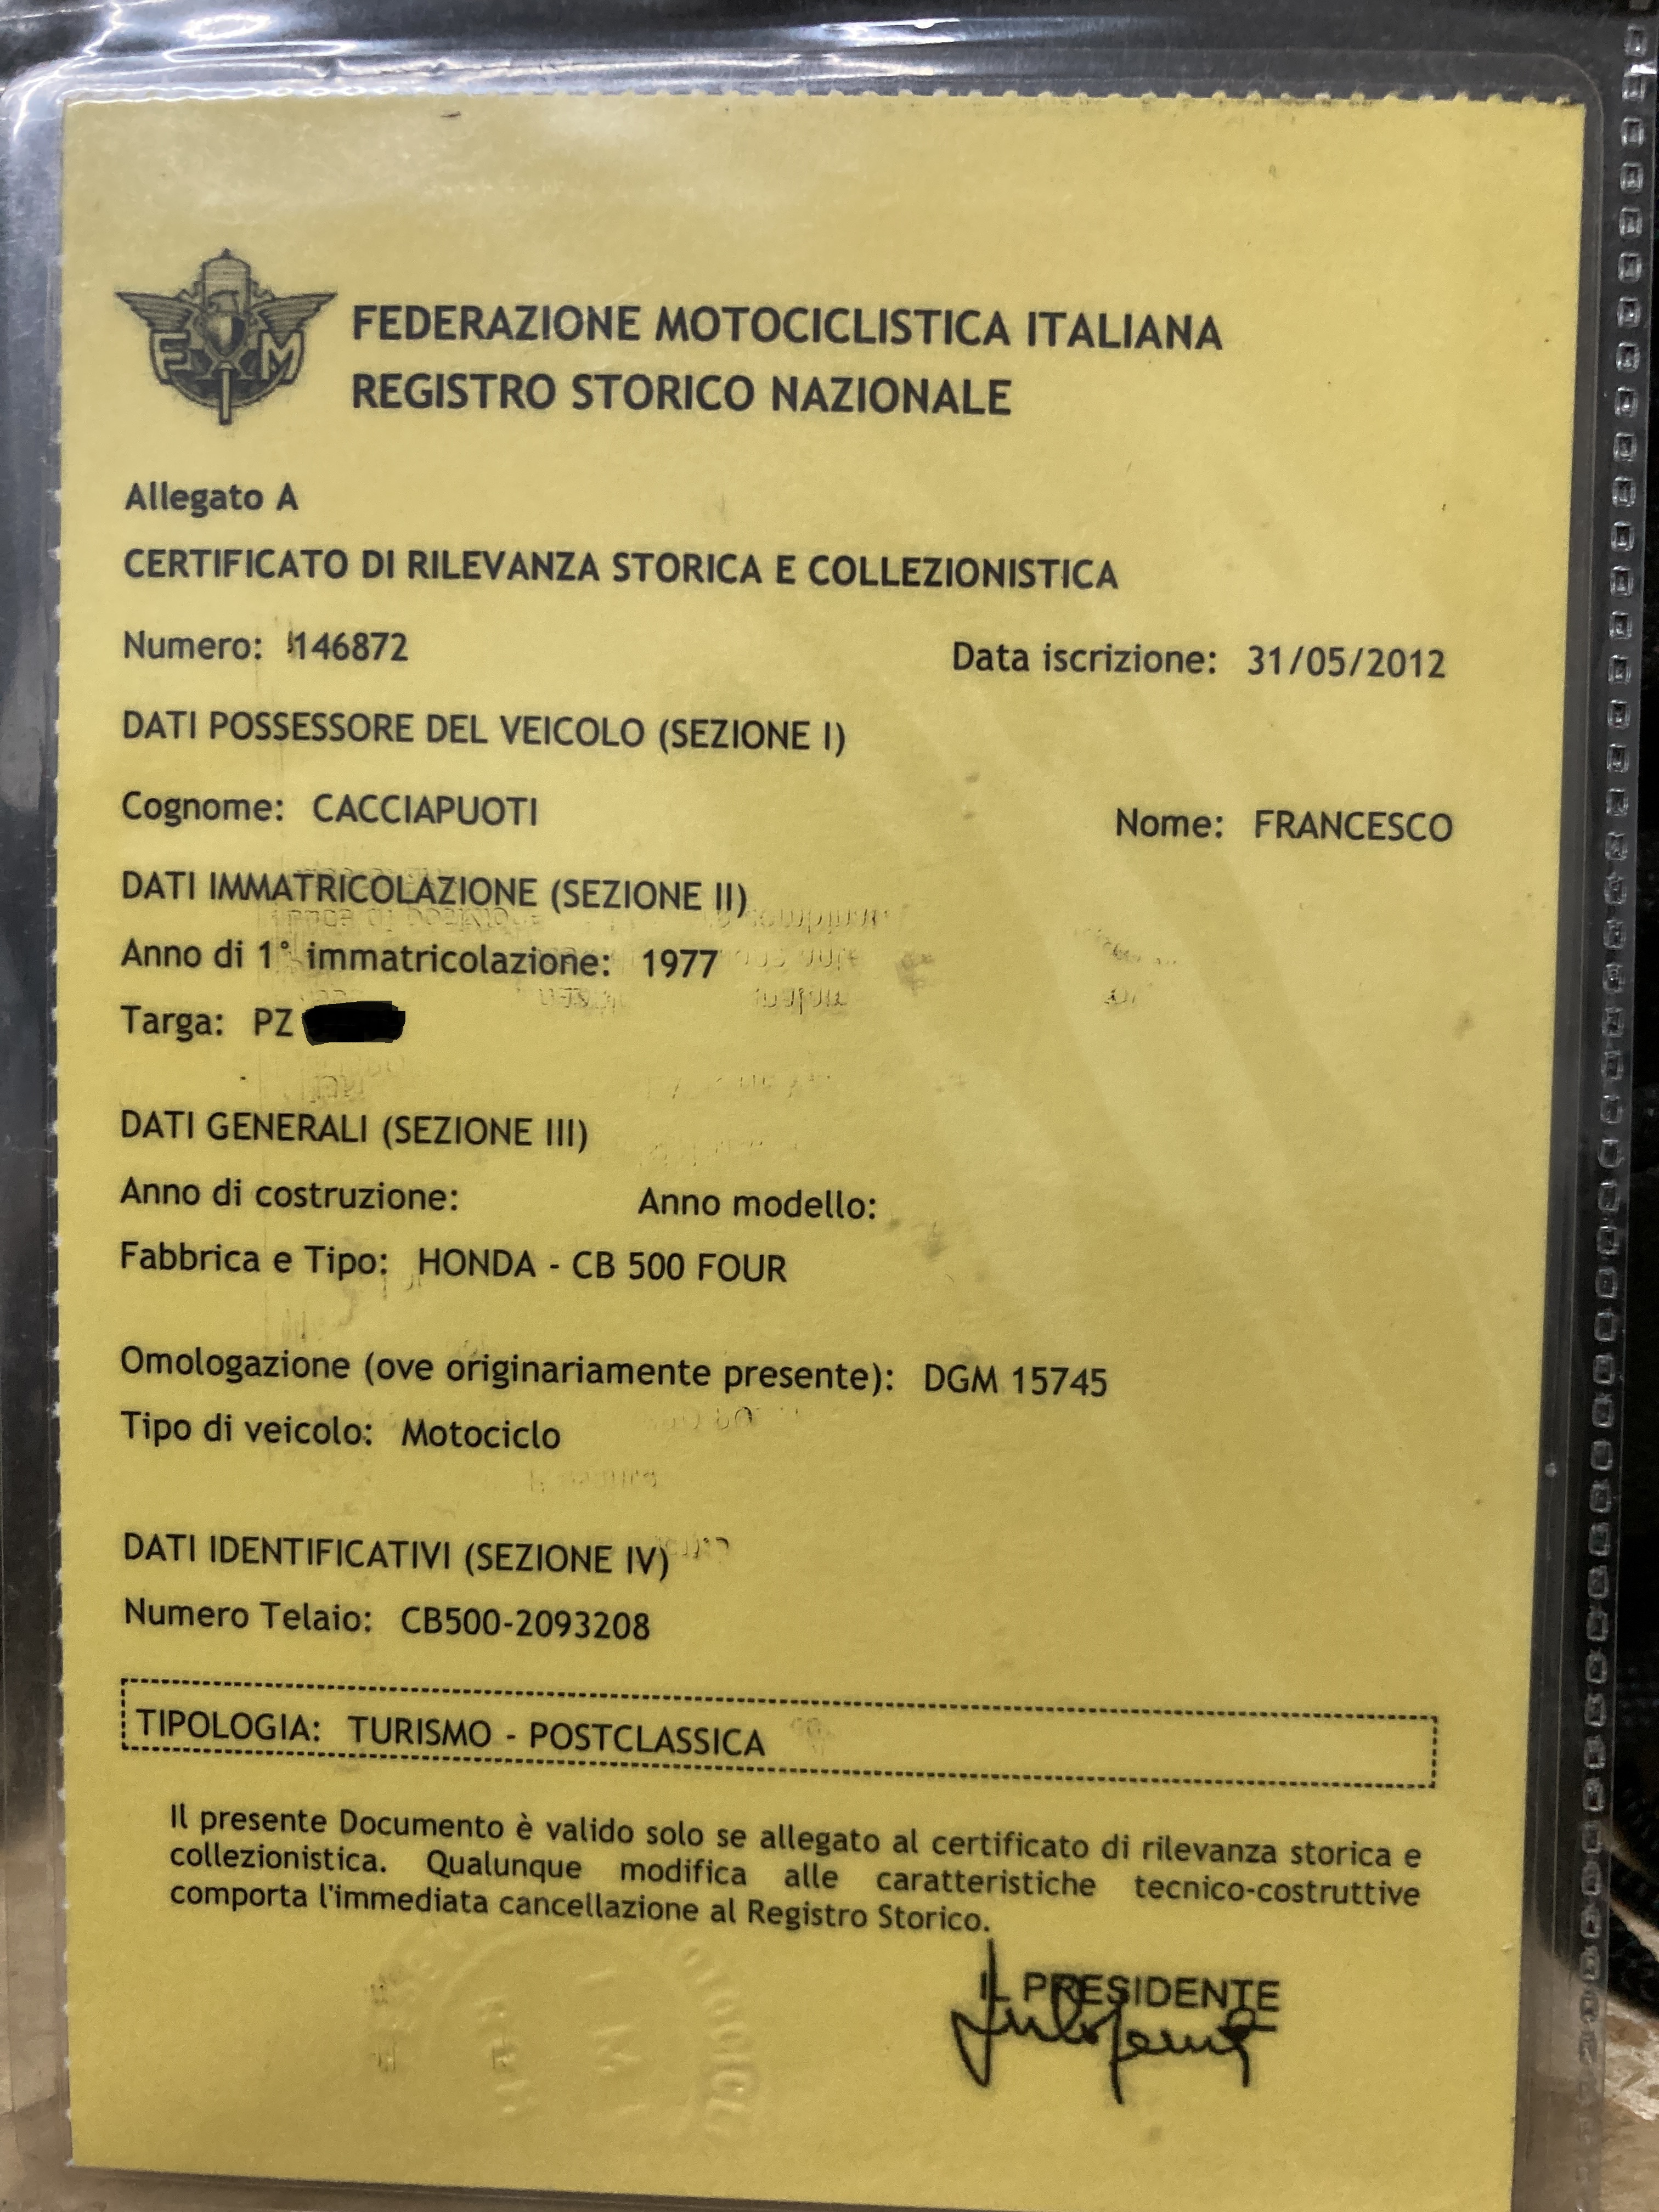 FEDERAZIONE MOTOCICLISTICA ITALIANA
REGISTRO STORICO NAZIONALE
Allegato A
CERTIFICATO DI RILEVANZA STORICA E COLLEZIONISTICA
Numero: 146872 Data iscrizione: 31/05/2012
DATI POSSESSORE DEL VEICOLO (SEZIONE I)
Cognome: CACCIAPUOTI Nome: FRANCESCO
DATI IMMATRICOLAZIONE (SEZIONE II)
Anno di 1° immatricolazione: 1977
Targa: PZ
DATI GENERALI (SEZIONE III)
Anno di costruzione: Anno modello:
Fabbrica e Tipo: HONDA - CB 500 FOUR
Omologazione (ove originariamente presente): DGM 15745
Tipo di veicolo: Motociclo
DATI IDENTIFICATIVI (SEZIONE IV)
Numero Telaio: CB500-2093208
TIPOLOGIA: TURISMO - POSTCLASSICA
Il presente Documento è valido solo se allegato al certificato di rilevanza storica e
collezionistica. Qualunque modifica alle caratteristiche tecnico-costruttive
comporta l'immediata cancellazione al Registro Storico.
IL PRESIDENTE